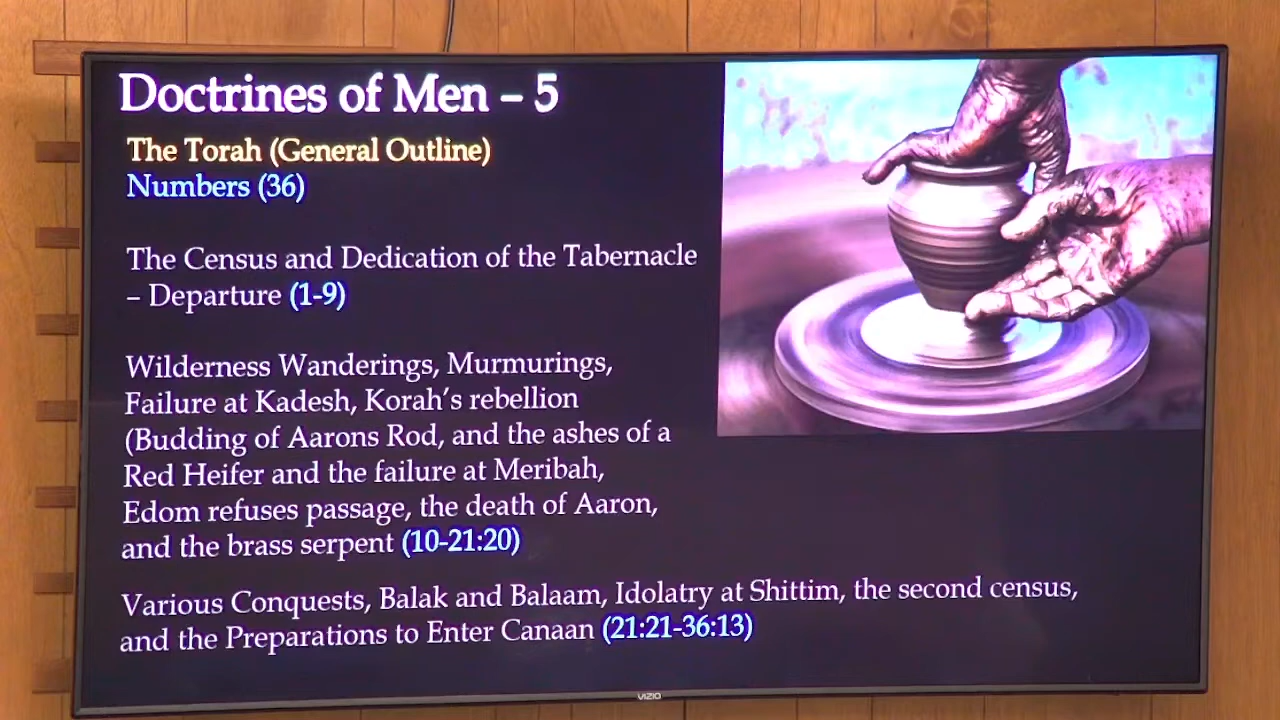 Doctrines of Men – 5
The Torah (General Outline)
Numbers (36)
The Census and Dedication of the Tabernacle
– Departure (1-9)
Wilderness Wanderings, Murmurings,
Failure at Kadesh, Korah's rebellion
(Budding of Aarons Rod, and the ashes of a
Red Heifer and the failure at Meribah,
Edom refuses passage, the death of Aaron,
and the brass serpent (10-21:20)
Various Conquests, Balak and Balaam, Idolatry at Shittim, the second census,
and the Preparations to Enter Canaan (21:21-36:13)
VIZIO